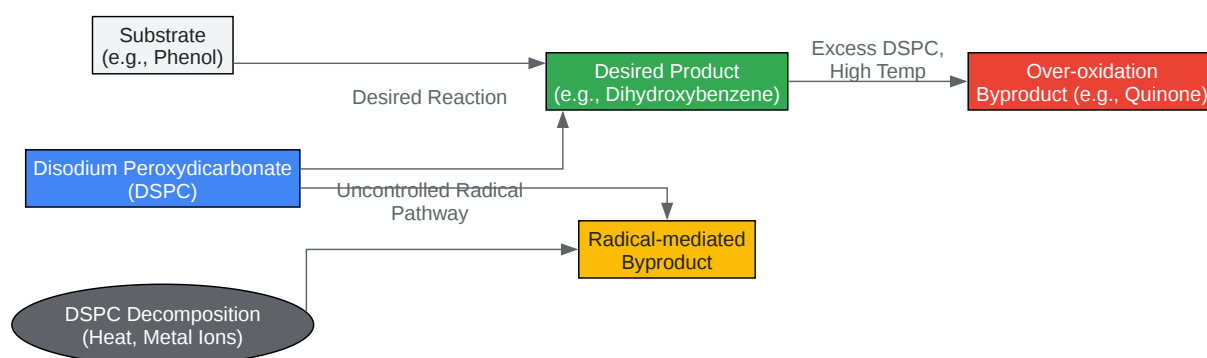 Substrate
(e.g., Phenol)
Desired Reaction
Desired Product
(e.g., Dihydroxybenzene)
Excess DSPC,
High Temp
Over-oxidation
Byproduct (e.g., Quinone)
Disodium Peroxydicarbonate
(DSPC)
Uncontrolled Radical
Pathway
Radical-mediated
Byproduct
DSPC Decomposition
(Heat, Metal Ions)